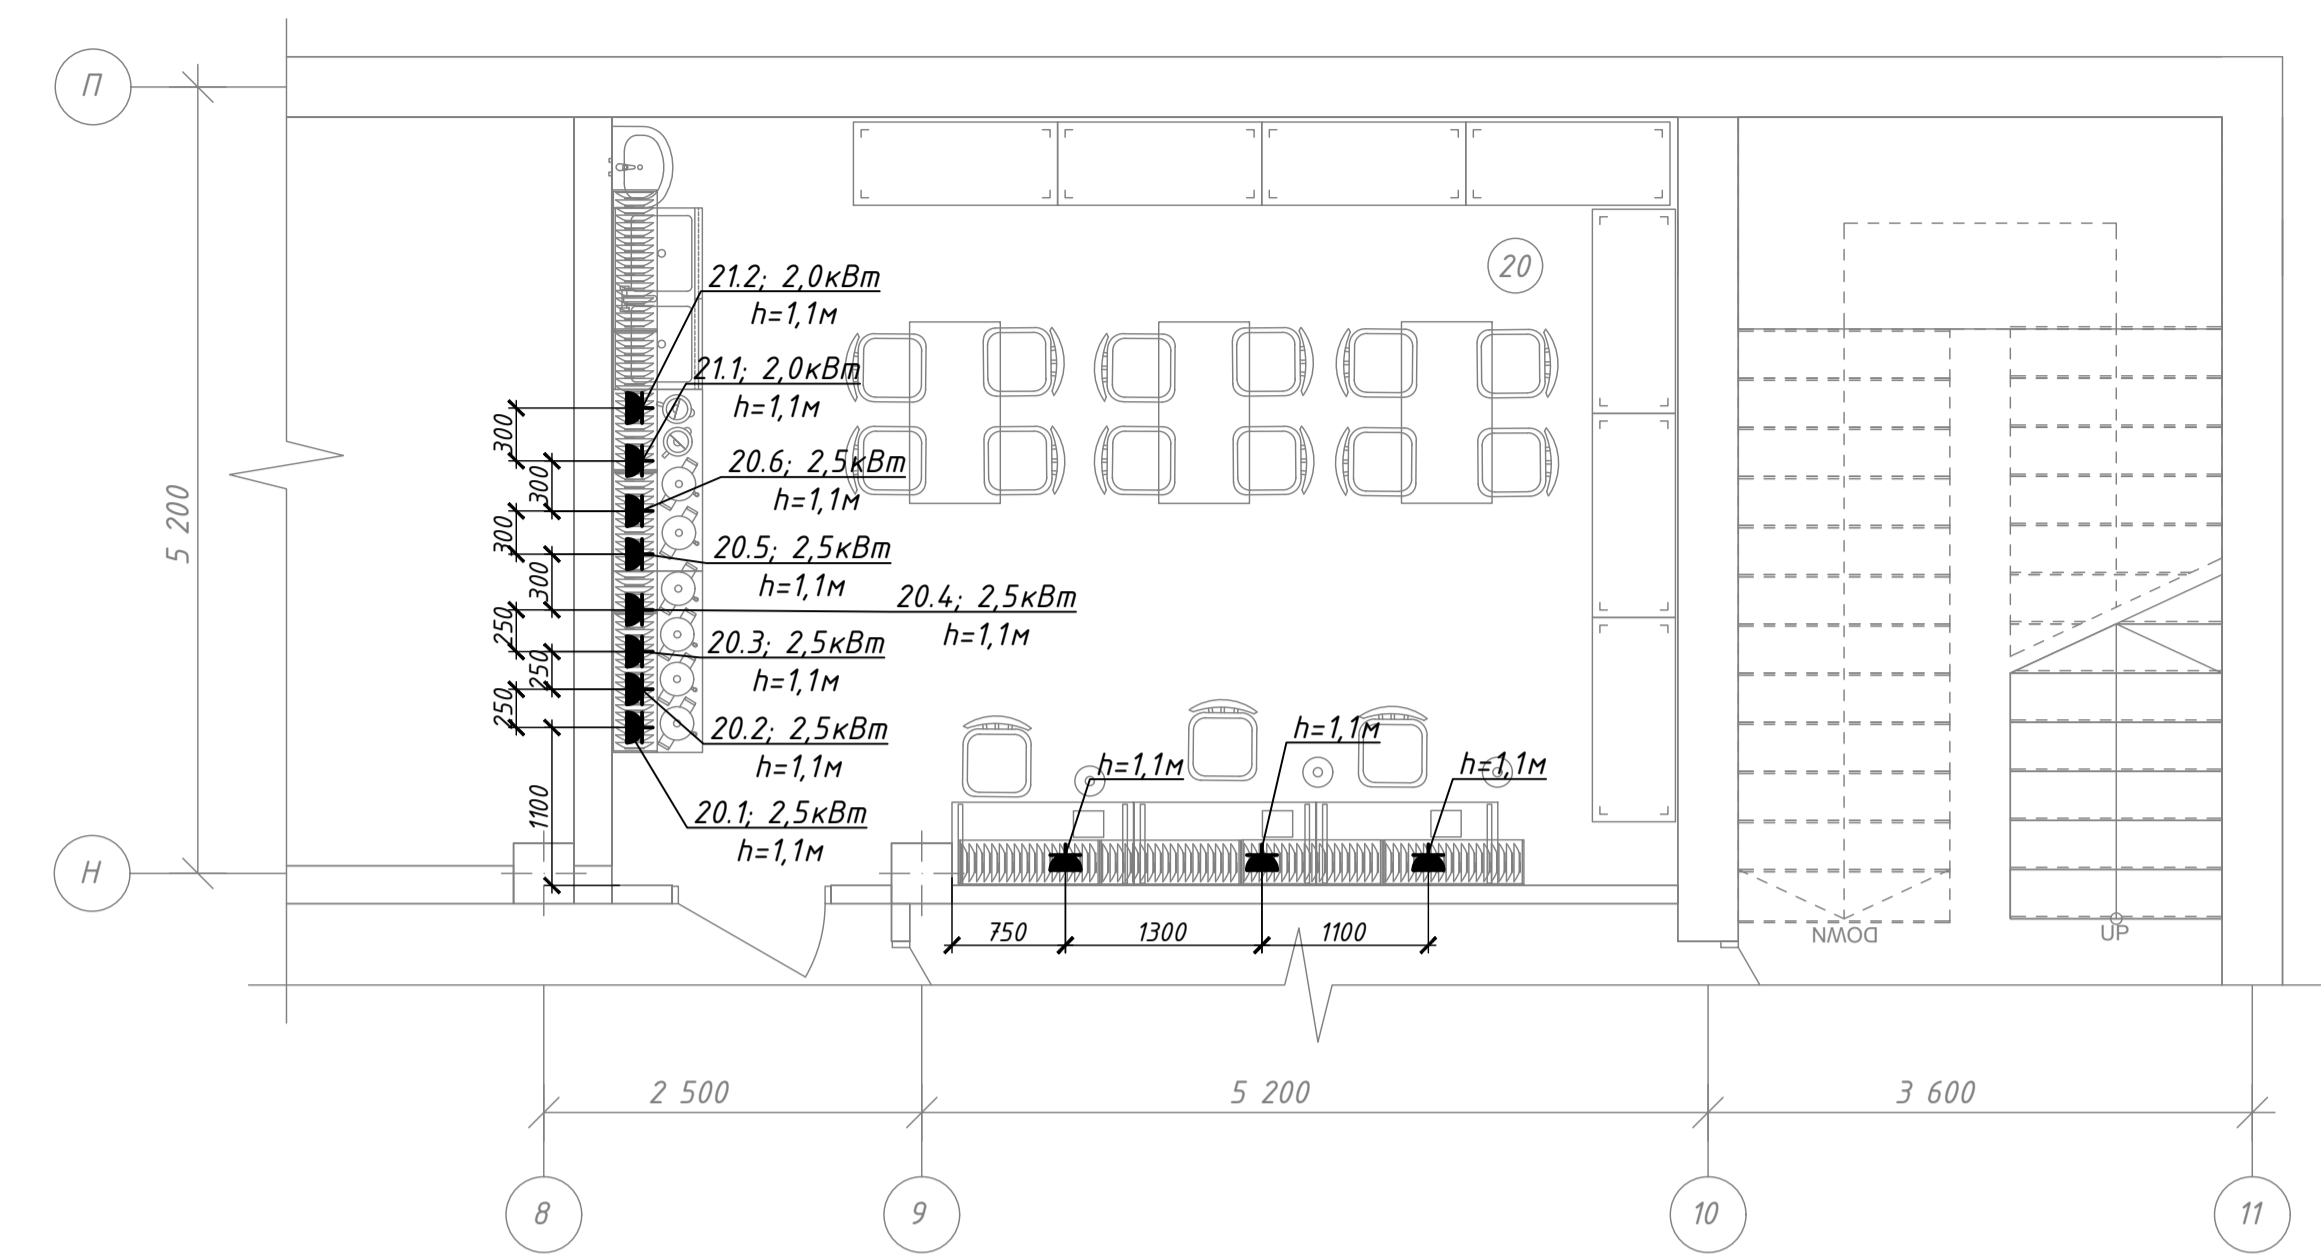 П
20
21.2; 2,0кВт
h=1,1м
21.1; 2,0кВт
h=1,1м
300
20.6; 2,5кВт
h=1,1м
300
5 200
300
20.5; 2,5кВт
h=1,1м
300
20.4; 2,5кВт
h=1,1м
250
20.3; 2,5кВт
h=1,1м
250
250
20.2; 2,5кВт
h=1,1м
h=1,1м
h=1,1м
h=1,1м
1100
20.1; 2,5кВт
h=1,1м
Н
750
1300
1100
DOWN
UP
2 500
5 200
3 600
8
9
10
11